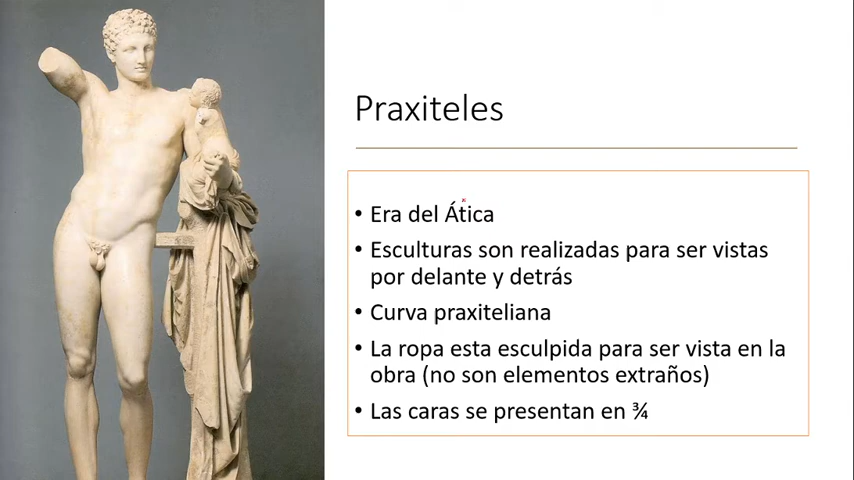 Praxiteles
• Era del Ática
• Esculturas son realizadas para ser vistas
por delante y detrás
• Curva praxiteliana
• La ropa esta esculpida para ser vista en la
obra (no son elementos extraños)
• Las caras se presentan en ¾